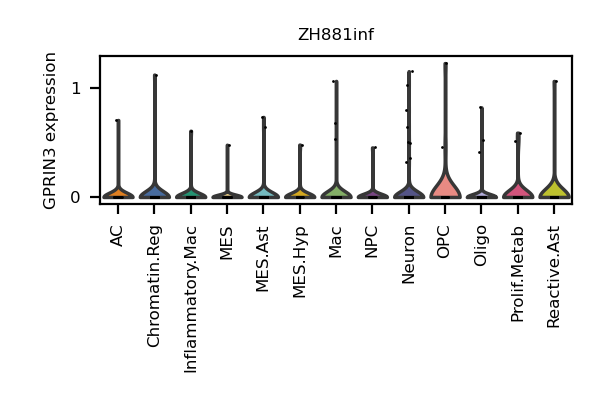 ZH881inf
GPRIN3 expression
1
0
AC
Chromatin.Reg
Inflammatory.Mac
MES
MES.Ast
MES.Hyp
Mac
NPC
Neuron
OPC
Oligo
Prolif.Metab
Reactive.Ast